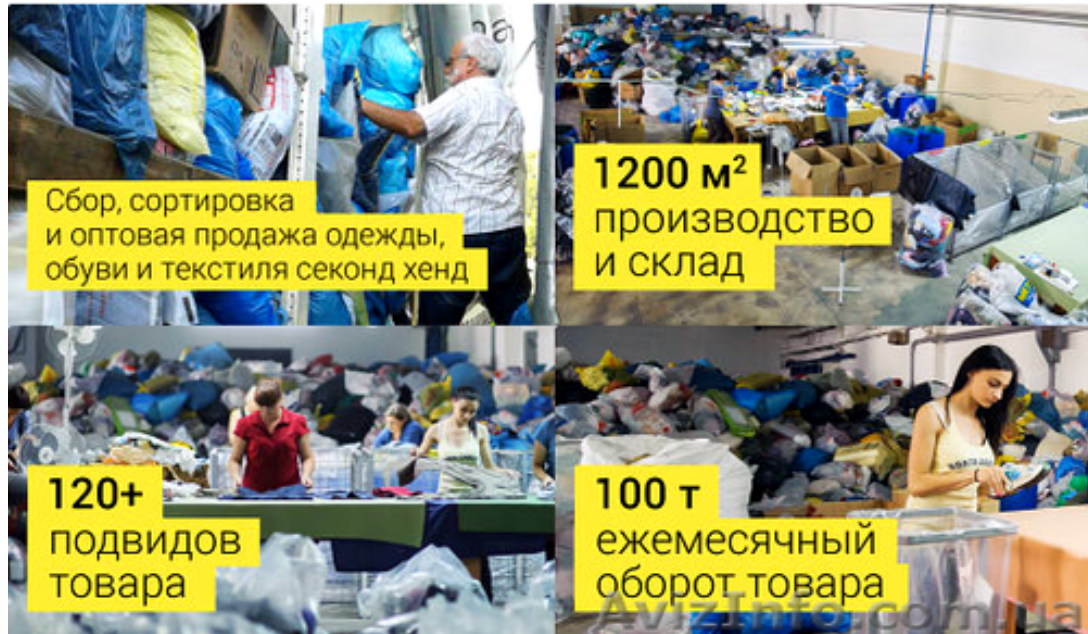 Сбор, сортировка
и оптовая продажа одежды,
обуви и текстиля секонд хенд
1200 м²
производство
и склад
120+
подвидов
товара
100 т
ежемесячный
оборот товара
AvizInfo.com.ua